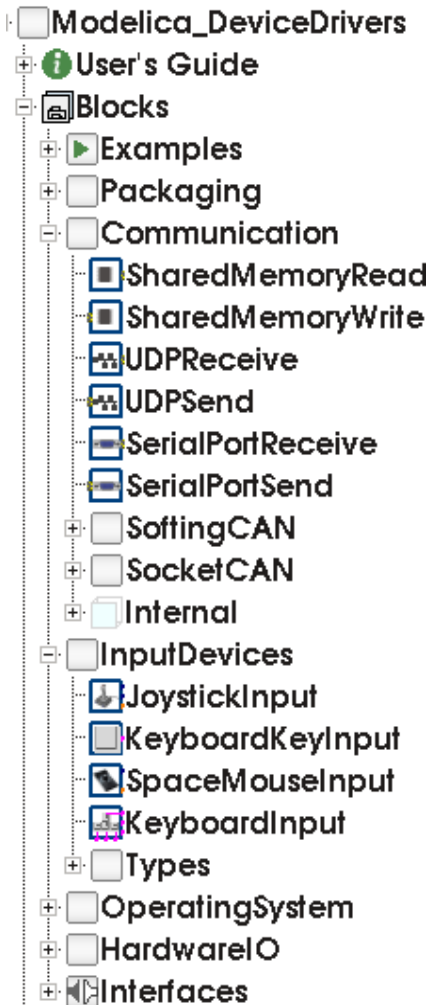 Modelica_DeviceDrivers
User's Guide
Blocks
Examples
Packaging
Communication
SharedMemoryRead
SharedMemoryWrite
UDPReceive
UDPSend
SerialPortReceive
SerialPortSend
SoftingCAN
SocketCAN
Internal
InputDevices
JoystickInput
KeyboardKeyInput
SpaceMouseInput
KeyboardInput
Types
OperatingSystem
HardwareIO
Interfaces